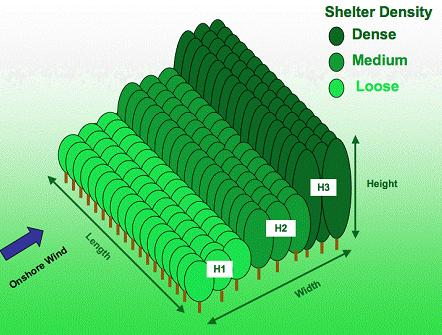 Shelter Density
Dense
Medium
Loose
H3
Height
H2
H1
Length
Width
Onshore Wind